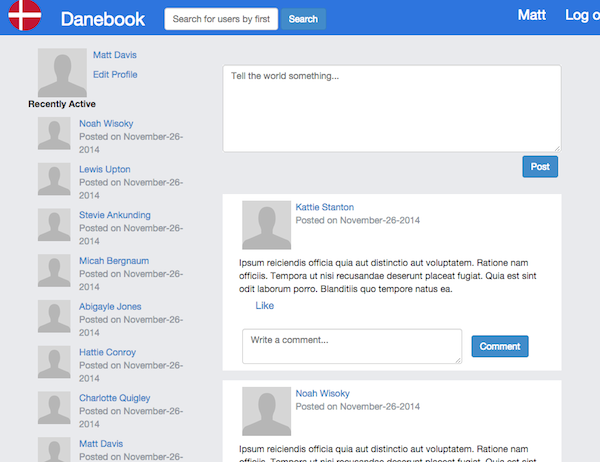 Danebook
Search for users by first
Search
Matt
Log o
Matt Davis
Edit Profile
Recently Active
Noah Wisoky
Posted on November-26-
2014
Lewis Upton
Posted on November-26-
2014
Stevie Ankunding
Posted on November-26-
2014
Micah Bergnaum
Posted on November-26-
2014
Abigayle Jones
Posted on November-26-
2014
Hattie Conroy
Posted on November-26-
2014
Charlotte Quigley
Posted on November-26-
2014
Matt Davis
Posted on November-26-
Tell the world something...
Post
Kattie Stanton
Posted on November-26-2014
Ipsum reiciendis officia quia aut distinctio aut voluptatem. Ratione nam
officiis. Tempora ut nisi recusandae deserunt placeat fugiat. Quia est sint
odit laborum porro. Blanditiis quo tempore natus ea.
Like
Write a comment...
Comment
Noah Wisoky
Posted on November-26-2014
Ipsum reiciendis officia quia aut distinctio aut voluptatem. Ratione nam
officiis. Tempora ut nisi recusandae deserunt placeat fugiat. Quia est sint